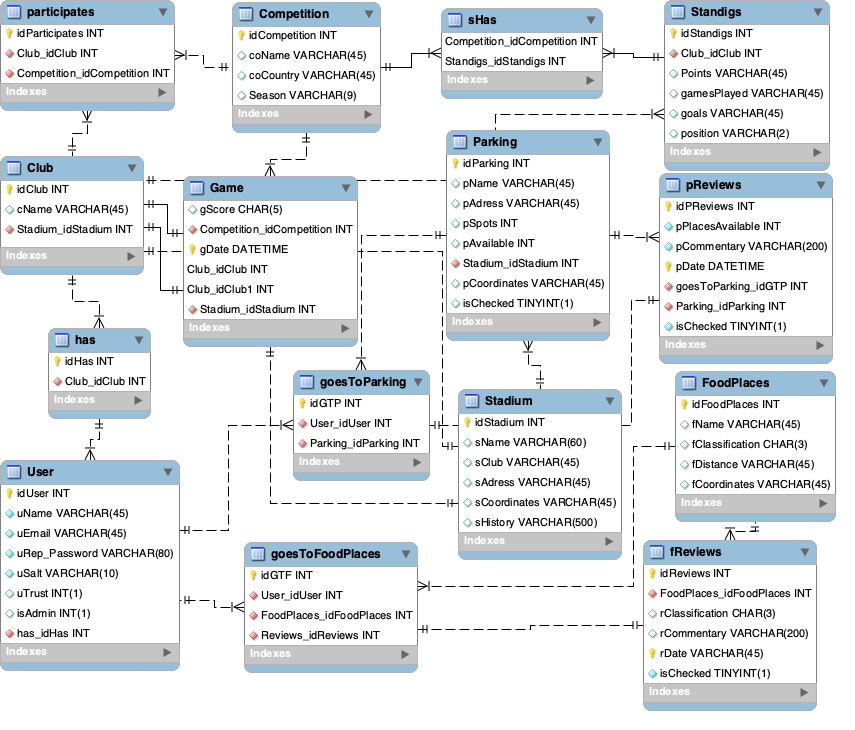 participates
idParticipates INT
Club_idClub INT
Competition_idCompetition INT
Indexes
Competition
idCompetition INT
coName VARCHAR(45)
coCountry VARCHAR(45)
Season VARCHAR(9)
Indexes
sHas
Competition_idCompetition INT
Standigs_idStandigs INT
Indexes
Standigs
idStandigs INT
Club_idClub INT
Points VARCHAR(45)
gamesPlayed VARCHAR(45)
goals VARCHAR(45)
position VARCHAR(2)
Indexes
Club
idClub INT
cName VARCHAR(45)
Stadium_idStadium INT
Indexes
Game
gScore CHAR(5)
Competition_idCompetition INT
gDate DATETIME
Club_idClub INT
Club_idClub1 INT
Stadium_idStadium INT
Indexes
Parking
idParking INT
pName VARCHAR(45)
pAdress VARCHAR(45)
pSpots INT
pAvailable INT
Stadium_idStadium INT
pCoordinates VARCHAR(45)
isChecked TINYINT(1)
Indexes
pReviews
idPReviews INT
pPlacesAvailable INT
pCommentary VARCHAR(200)
pDate DATETIME
goesToParking_idGTP INT
Parking_idParking INT
isChecked TINYINT(1)
Indexes
has
idHas INT
Club_idClub INT
Indexes
goesToParking
idGTP INT
User_idUser INT
Parking_idParking INT
Indexes
Stadium
idStadium INT
sName VARCHAR(60)
sClub VARCHAR(45)
sAdress VARCHAR(45)
sCoordinates VARCHAR(45)
sHistory VARCHAR(500)
Indexes
FoodPlaces
idFoodPlaces INT
fName VARCHAR(45)
fClassification CHAR(3)
fDistance VARCHAR(45)
fCoordinates VARCHAR(45)
Indexes
User
idUser INT
uName VARCHAR(45)
uEmail VARCHAR(45)
uRep_Password VARCHAR(80)
uSalt VARCHAR(10)
uTrust INT(1)
isAdmin INT(1)
has_idHas INT
Indexes
goesToFoodPlaces
idGTF INT
User_idUser INT
FoodPlaces_idFoodPlaces INT
Reviews_idReviews INT
Indexes
fReviews
idReviews INT
FoodPlaces_idFoodPlaces INT
rClassification CHAR(3)
rCommentary VARCHAR(200)
rDate VARCHAR(45)
isChecked TINYINT(1)
Indexes